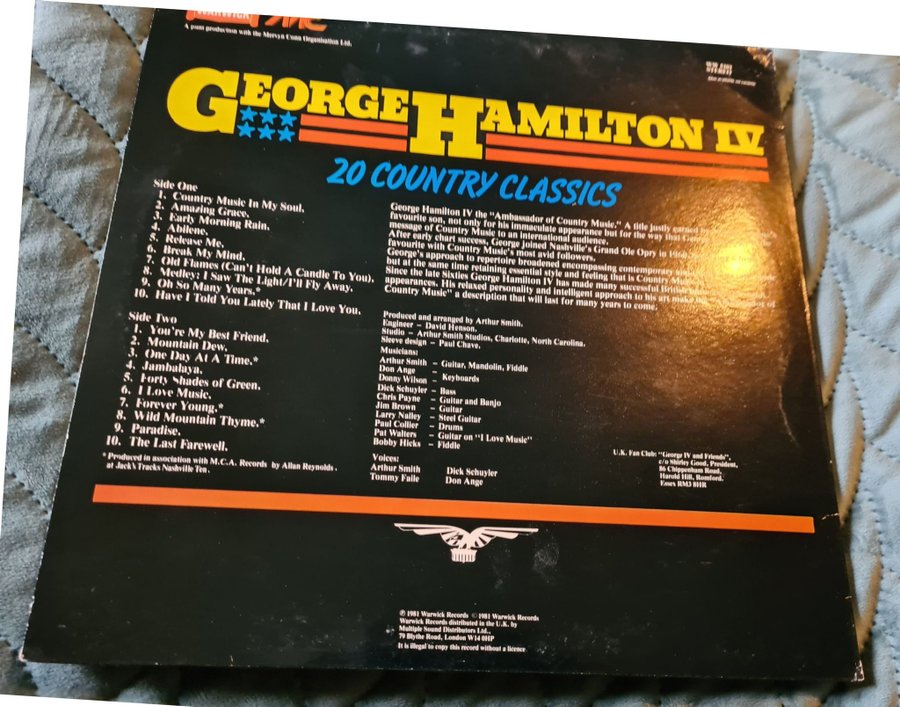 WARWICK
A pann production with the Mervyn Conn Organisation Ltd.
STEREO
GEORGE HAMILTON IV
20 COUNTRY CLASSICS
Side One
1. Country Music In My Soul.
2. Amazing Grace.
3. Early Morning Rain.
4. Abilene.
5. Release Me.
6. Break My Mind.
7. Old Flames (Can't Hold A Candle To You).
8. Medley: I Saw The Light/I'll Fly Away.
9. Oh So Many Years.*
10. Have I Told You Lately That I Love You.
Side Two
1. You're My Best Friend.
2. Mountain Dew.
3. One Day At A Time.*
4. Jambalaya.
5. Forty Shades of Green.
6. I Love Music.
7. Forever Young.*
8. Wild Mountain Thyme.*
9. Paradise.
10. The Last Farewell.
* Produced in association with M.C.A. Records by Allan Reynolds.
at Jack's Tracks Nashville Ten.
George Hamilton IV the "Ambassador of Country Music." A title justly earned by
favourite son, not only for his immaculate appearance but for the way that George
message of Country Music to an international audience.
After early chart success, George joined Nashville's Grand Ole Opry in
favourite with Country Music's most avid followers.
George's approach to repertoire broadened encompassing contemporary and
but at the same time retaining essential style and feeling that is Country Music
Since the late Sixties George Hamilton IV has made many successful British
appearances. His relaxed personality and intelligent approach to his art make
Country Music" a description that will last for many years to come.
Produced and arranged by Arthur Smith.
Engineer – David Henson.
Studio – Arthur Smith Studios, Charlotte, North Carolina.
Sleeve design – Paul Chave.
Musicians:
Arthur Smith – Guitar, Mandolin, Fiddle
Don Ange –
Donny Wilson – Keyboards
Dick Schuyler – Bass
Chris Payne – Guitar and Banjo
Jim Brown – Guitar
Larry Nalley – Steel Guitar
Paul Collier – Drums
Pat Walters – Guitar on "I Love Music"
Bobby Hicks – Fiddle
Voices:
Arthur Smith Dick Schuyler
Tommy Faile Don Ange
U.K. Fan Club: "George IV and Friends",
c/o Shirley Good, President,
86 Chippenham Road,
Harold Hill, Romford.
Essex RM3 8HR
℗ 1981 Warwick Records © 1981 Warwick Records
Warwick Records distributed in the U.K. by
Multiple Sound Distributors Ltd.,
79 Blythe Road, London W14 0HP
It is illegal to copy this record without a licence